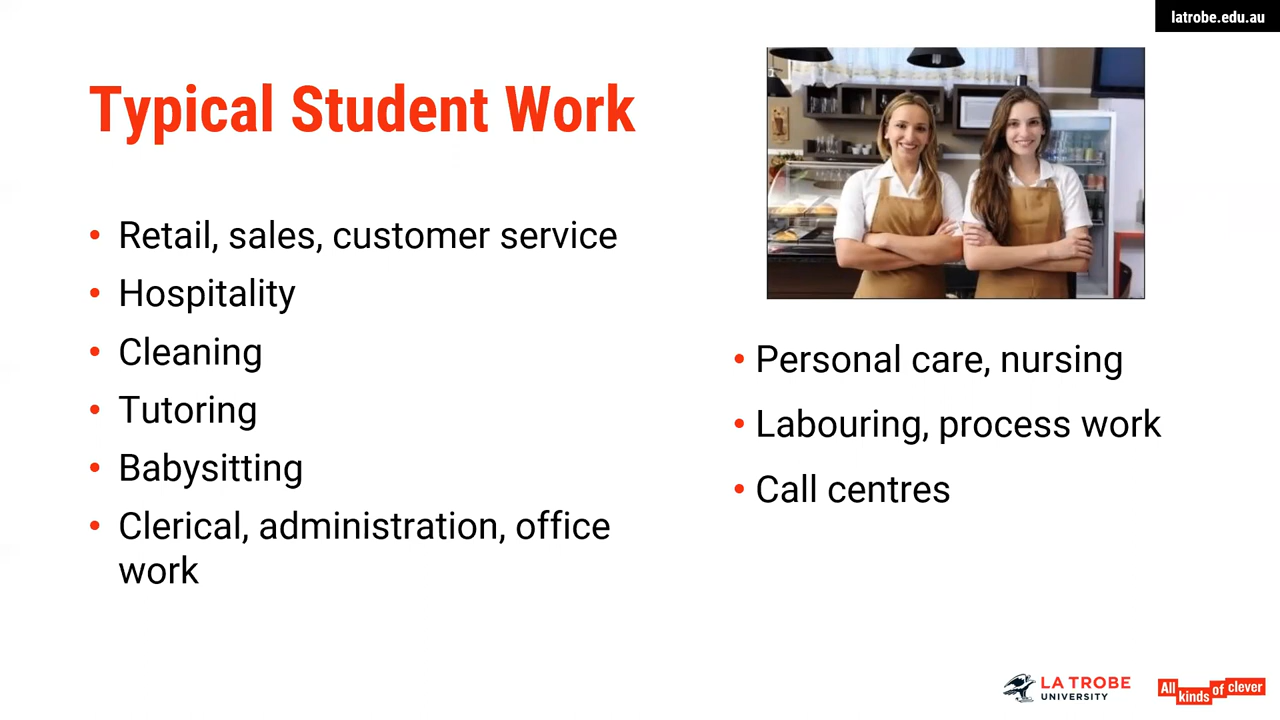 latrobe.edu.au
Typical Student Work
• Retail, sales, customer service
• Hospitality
• Cleaning
• Tutoring
• Babysitting
• Clerical, administration, office
work
• Personal care, nursing
• Labouring, process work
• Call centres
LA TROBE
UNIVERSITY
All kinds of clever